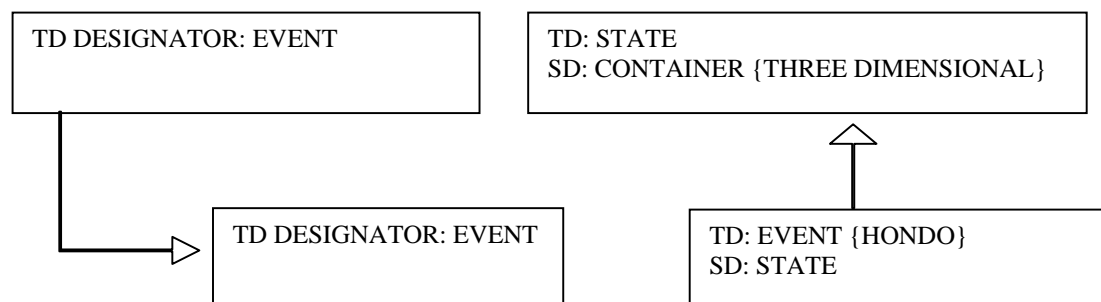 TD DESIGNATOR: EVENT
TD: STATE
SD: CONTAINER {THREE DIMENSIONAL}
TD DESIGNATOR: EVENT
TD: EVENT {HONDO}
SD: STATE